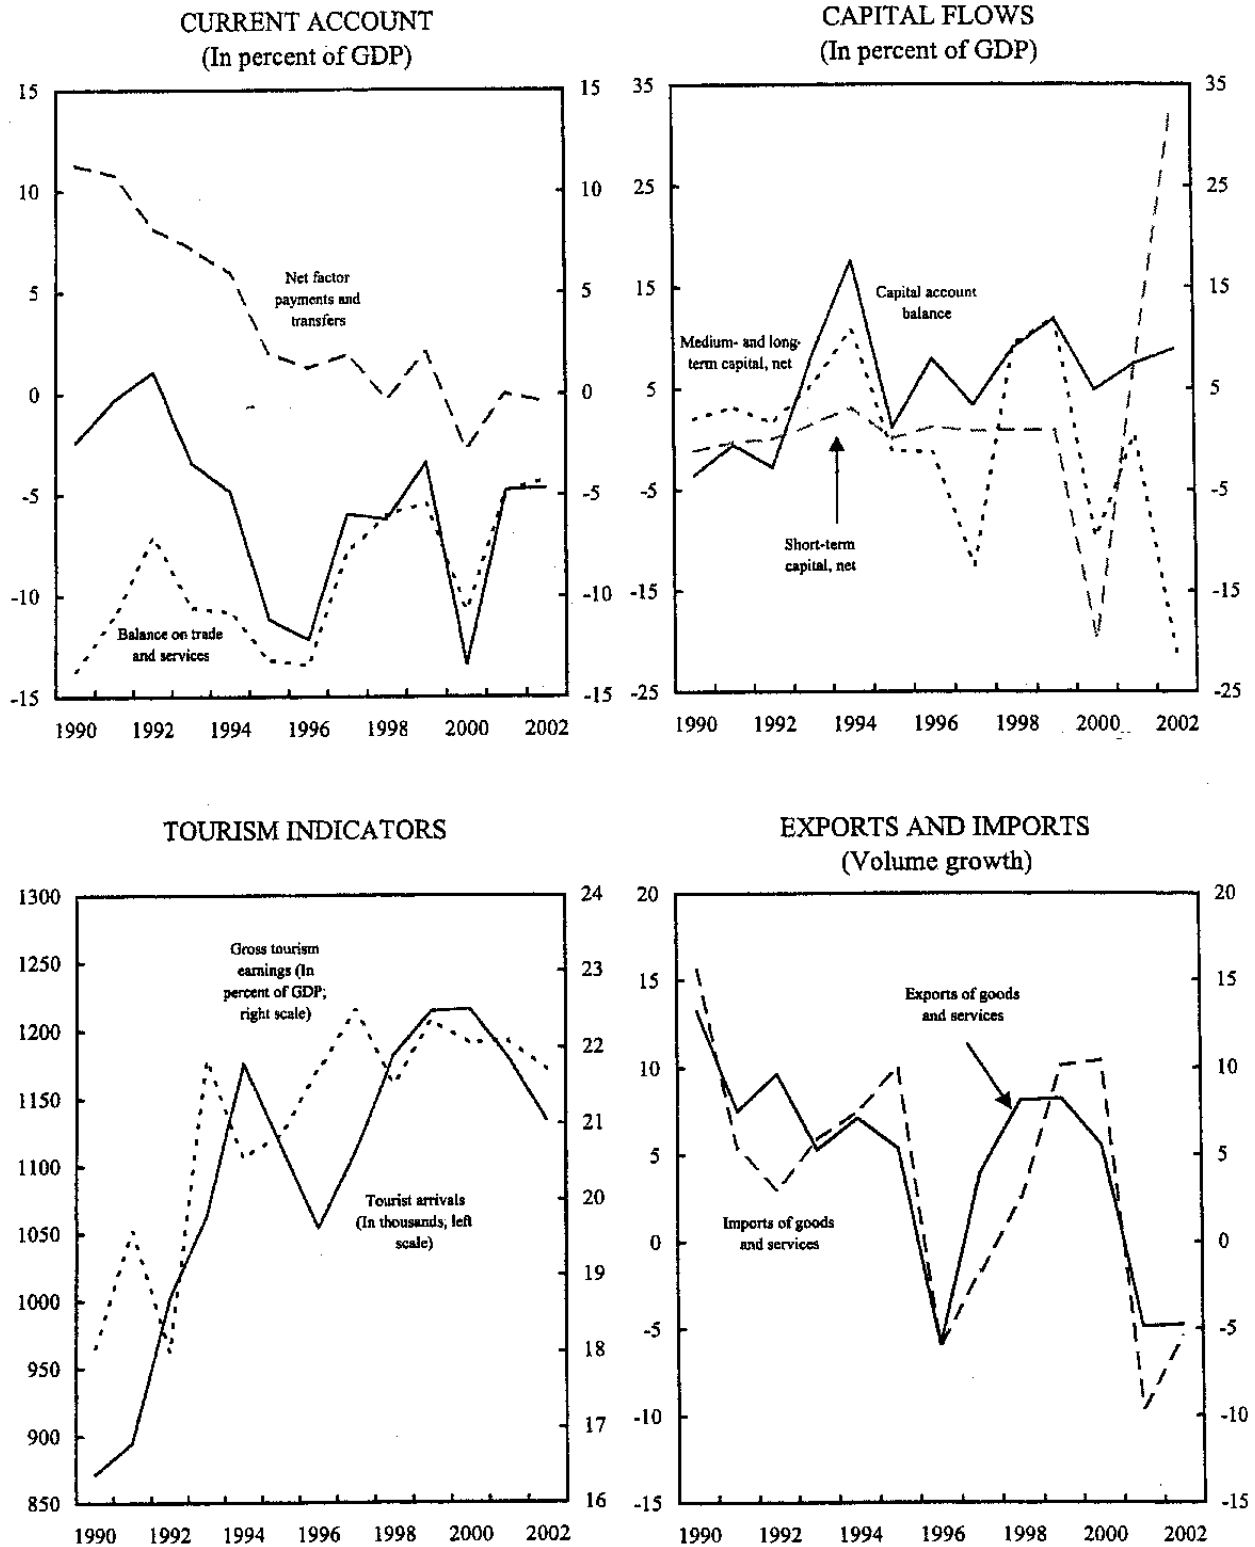 CURRENT ACCOUNT
(In percent of GDP)
15
10
5
0
-5
-10
-15
15
10
5
0
-5
-10
-15
Net factor
payments and
transfers
Balance on trade
and services
1990 1992 1994 1996 1998 2000 2002
CAPITAL FLOWS
(In percent of GDP)
35
25
15
5
-5
-15
-25
35
25
15
5
-5
-15
-25
Capital account
balance
Medium- and long-
term capital, net
Short-term
capital, net
1990 1992 1994 1996 1998 2000 2002
TOURISM INDICATORS
1300
1250
1200
1150
1100
1050
1000
950
900
850
24
23
22
21
20
19
18
17
16
Gross tourism
earnings (In
percent of GDP;
right scale)
Tourist arrivals
(In thousands; left
scale)
1990 1992 1994 1996 1998 2000 2002
EXPORTS AND IMPORTS
(Volume growth)
20
15
10
5
0
-5
-10
-15
20
15
10
5
0
-5
-10
-15
Exports of goods
and services
Imports of goods
and services
1990 1992 1994 1996 1998 2000 2002